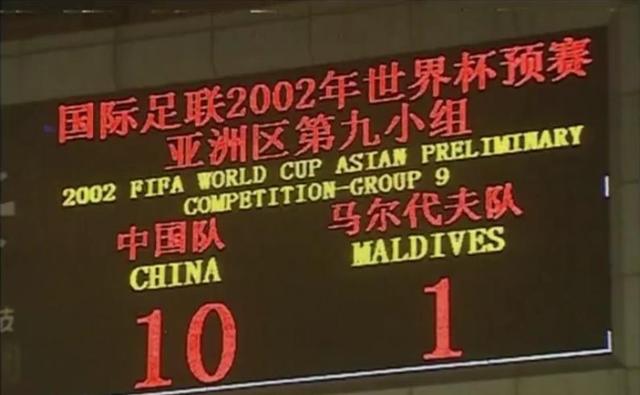 国际足联2002年世界杯预赛
亚洲区第九小组
2002 FIFA WORLD CUP ASIAN PRELIMINARY
COMPETITION-GROUP 9
中国队 马尔代夫队
CHINA MALDIVES
10 1